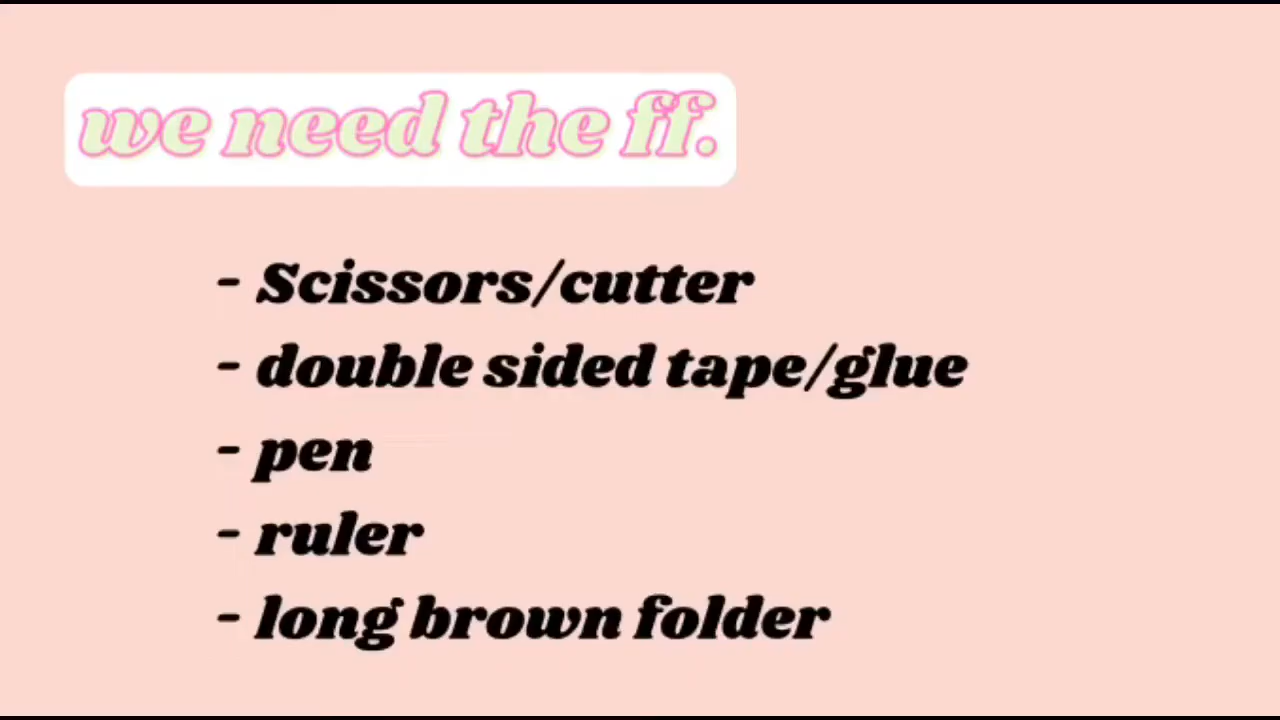 we need the ff.
- Scissors/cutter
- double sided tape/glue
- pen
- ruler
- long brown folder